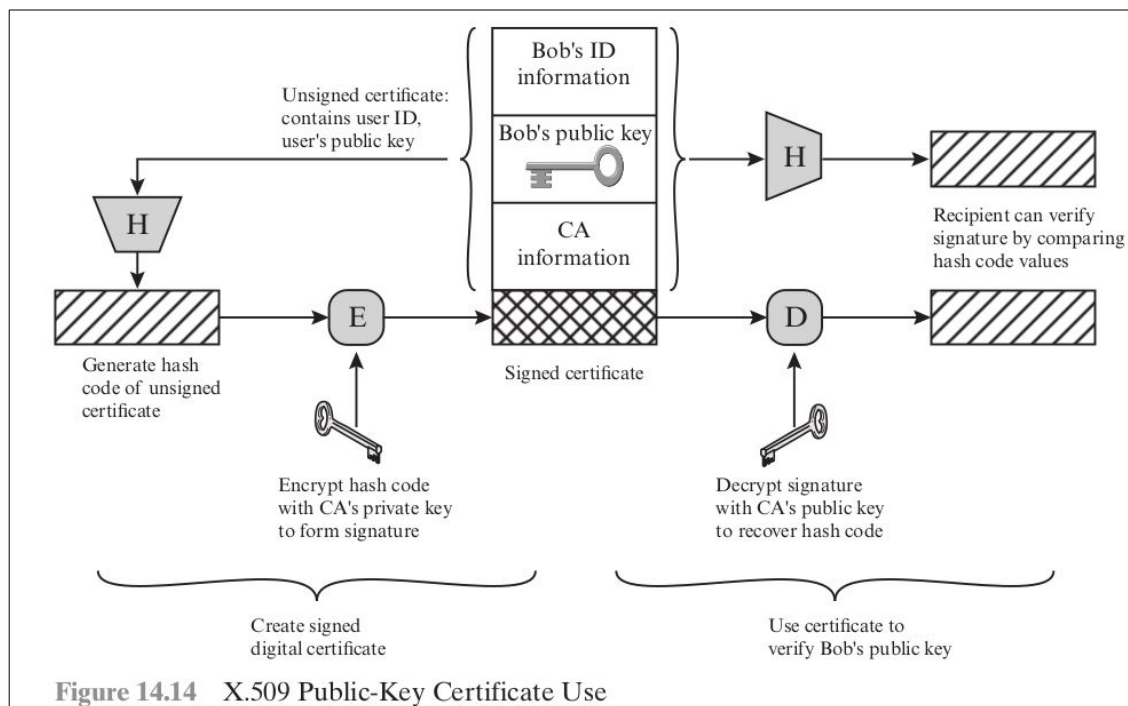 Bob's ID
information
Unsigned certificate:
contains user ID,
user's public key
Bob's public key
H
H
CA
information
Recipient can verify
signature by comparing
hash code values
E
D
Generate hash
code of unsigned
certificate
Signed certificate
Encrypt hash code
with CA's private key
to form signature
Decrypt signature
with CA's public key
to recover hash code
Create signed
digital certificate
Use certificate to
verify Bob's public key
Figure 14.14 X.509 Public-Key Certificate Use